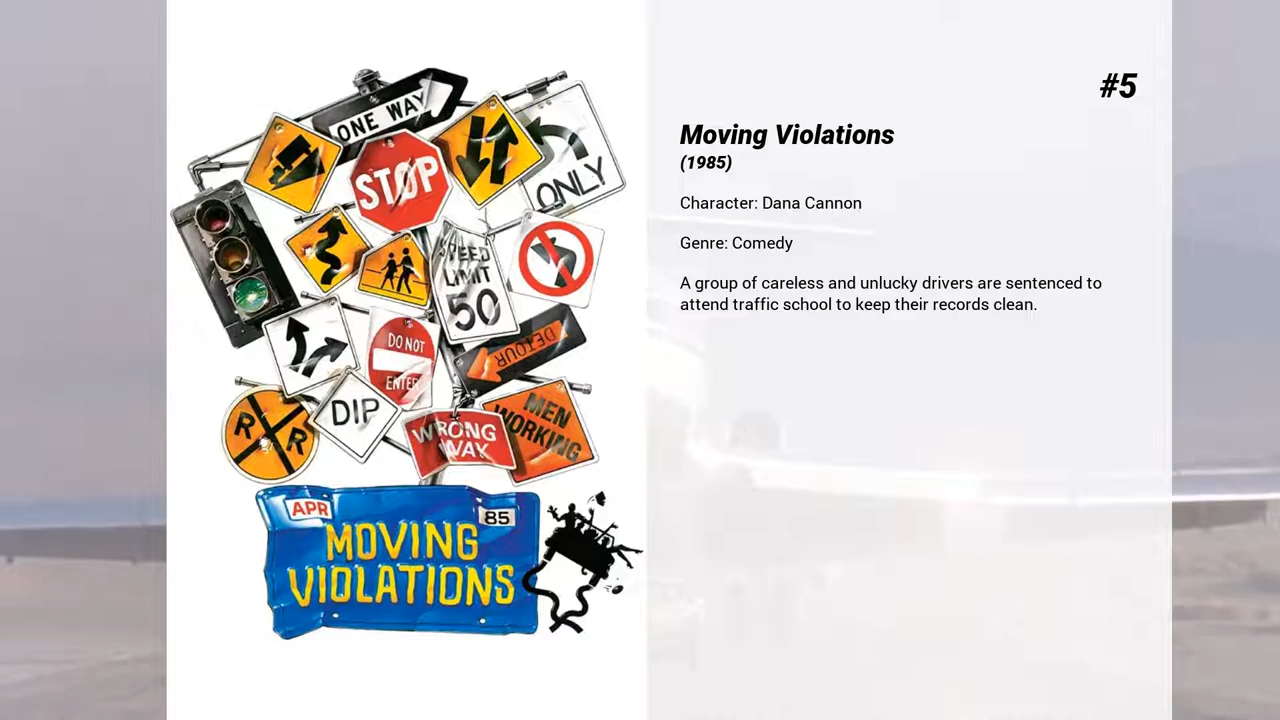 ONE WAY
STOP
ONLY
SPEED
LIMIT
50
DO NOT
ENTER
DETOUR
R R
DIP
WRONG
WAY
MEN
WORKING
APR
85
MOVING
VIOLATIONS
#5
Moving Violations
(1985)
Character: Dana Cannon
Genre: Comedy
A group of careless and unlucky drivers are sentenced to
attend traffic school to keep their records clean.